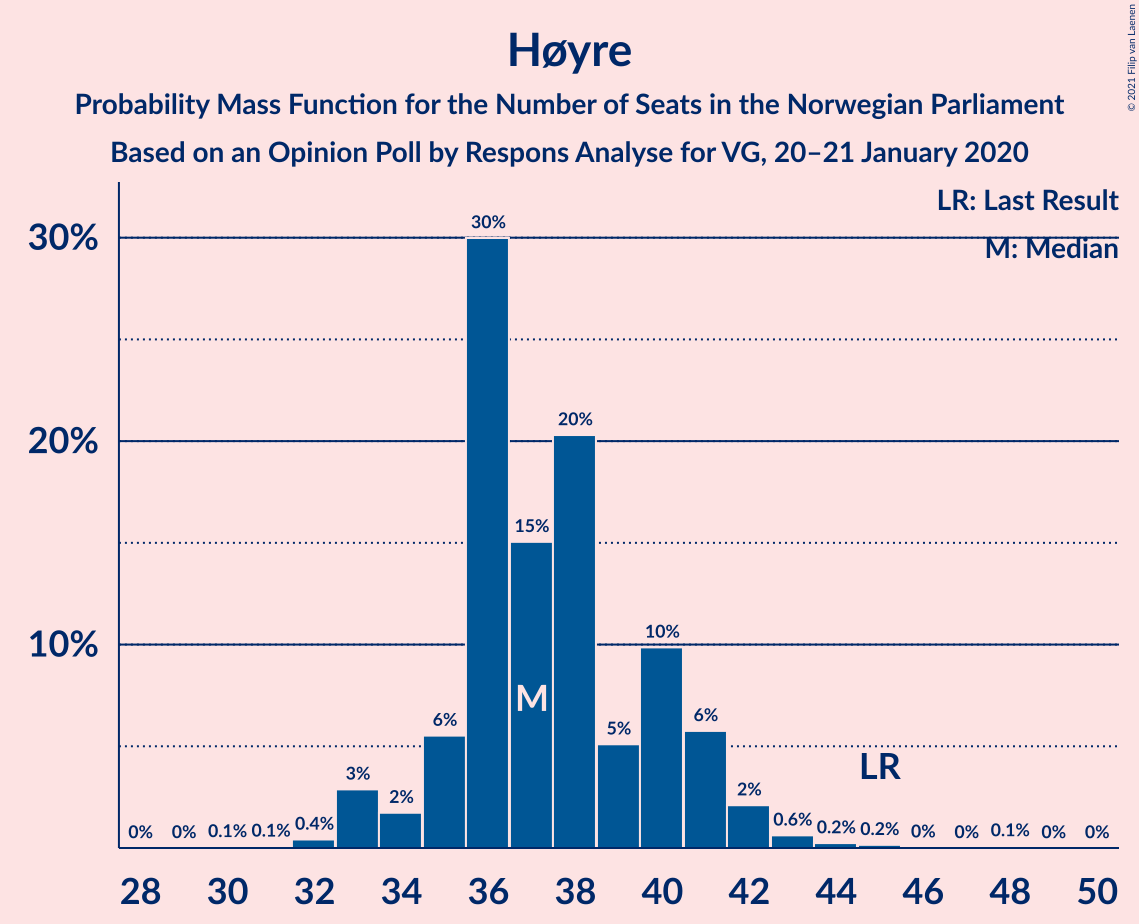 Høyre
Probability Mass Function for the Number of Seats in the Norwegian Parliament
Based on an Opinion Poll by Respons Analyse for VG, 20–21 January 2020
© 2021 Filip van Laenen
LR: Last Result
M: Median
30%
20%
10%
0%
0%
0.1%
0.1%
0.4%
3%
2%
6%
30%
15%
20%
5%
10%
6%
2%
0.6%
0.2%
0.2%
0%
0%
0.1%
0%
0%
M
LR
28 30 32 34 36 38 40 42 44 46 48 50